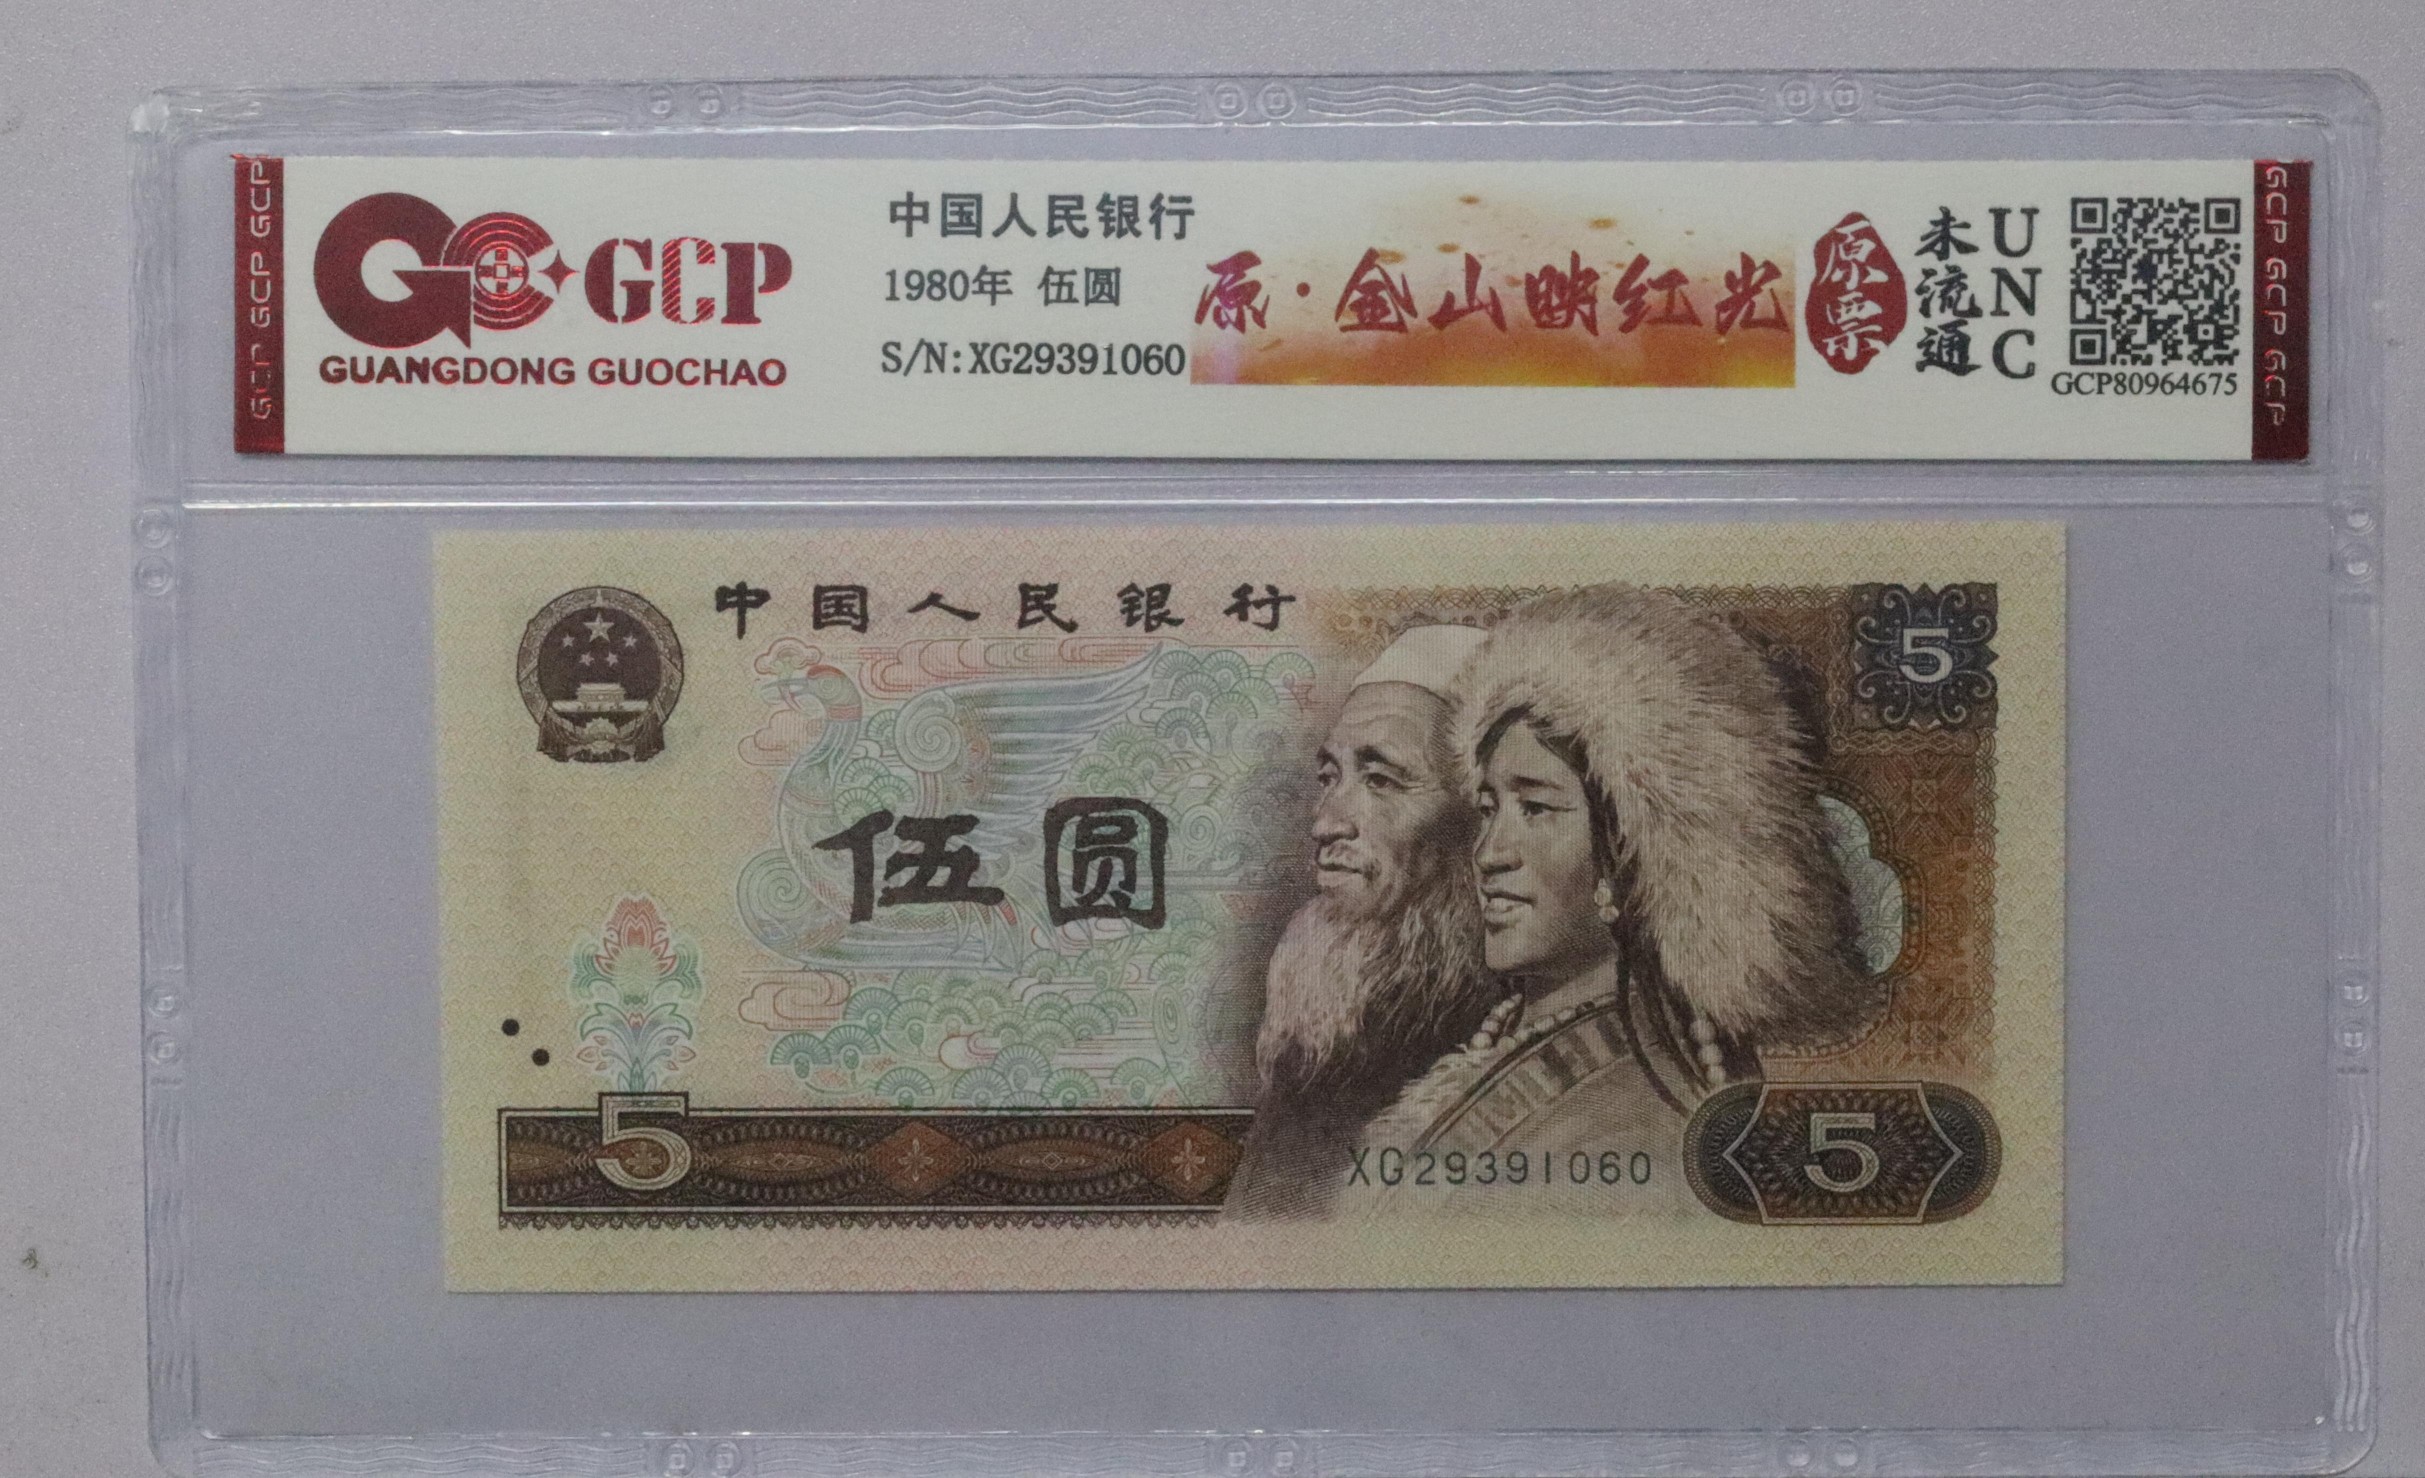 GCP GCP GCP
GCP
GUANGDONG GUOCHAO
中国人民银行
1980年 伍圆
S/N:XG29391060
原·金山映红光
原票
未流通
UNC
GCP80964675
GCP GCP GCP
中国人民银行
5
伍圆
5
XG29391060
5